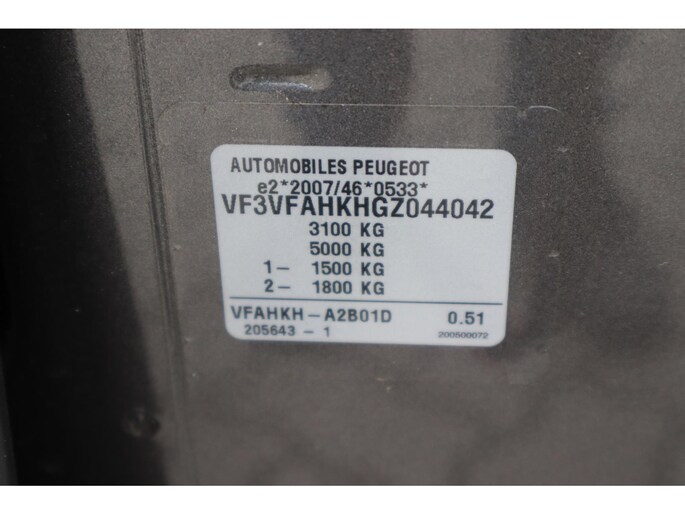 AUTOMOBILES PEUGEOT
e2*2007/46*0533*
VF3VFAHKHGZ044042
3100 KG
5000 KG
1- 1500 KG
2- 1800 KG
VFAHKH-A2B01D 0.51
205643 - 1 200500072